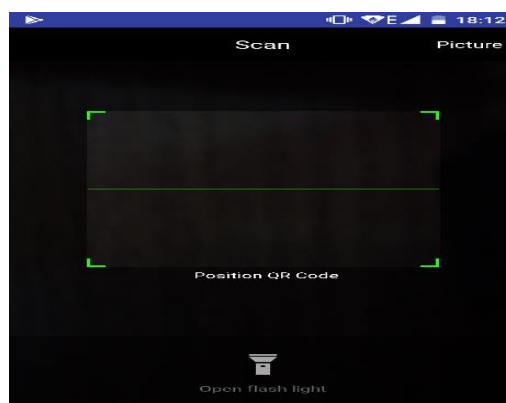 E 18:12
Scan Picture
Position QR Code
Open flash light